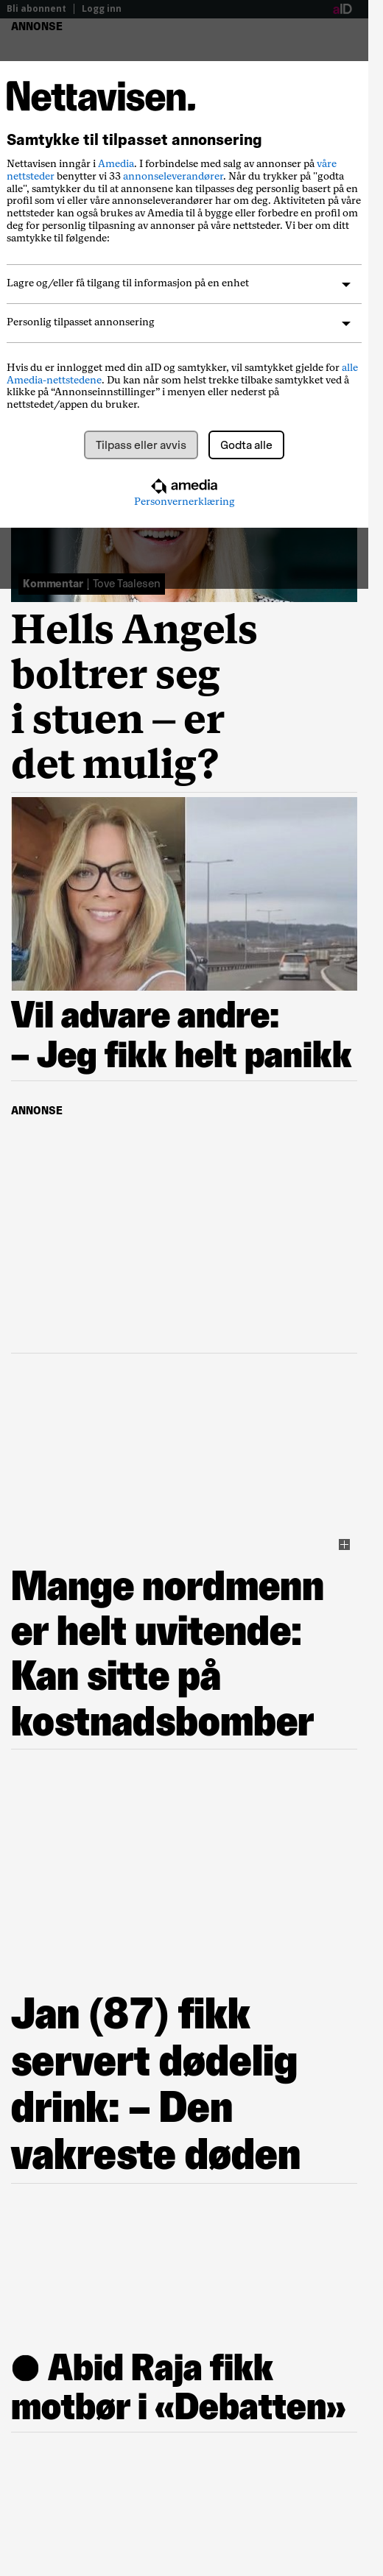 Bli abonnent | Logg inn
aID
ANNONSE
Nettavisen.
Samtykke til tilpasset annonsering
Nettavisen inngår i Amedia. I forbindelse med salg av annonser på våre
nettsteder benytter vi 33 annonseleverandører. Når du trykker på "godta
alle", samtykker du til at annonsene kan tilpasses deg personlig basert på en
profil som vi eller våre annonseleverandører har om deg. Aktiviteten på våre
nettsteder kan også brukes av Amedia til å bygge eller forbedre en profil om
deg for personlig tilpasning av annonser på våre nettsteder. Vi ber om ditt
samtykke til følgende:
Lagre og/eller få tilgang til informasjon på en enhet
Personlig tilpasset annonsering
Hvis du er innlogget med din aID og samtykker, vil samtykket gjelde for alle
Amedia-nettstedene. Du kan når som helst trekke tilbake samtykket ved å
klikke på “Annonseinnstillinger” i menyen eller nederst på
nettstedet/appen du bruker.
Tilpass eller avvis
Godta alle
amedia
Personvernerklæring
Kommentar | Tove Taalesen
Hells Angels
boltrer seg
i stuen – er
det mulig?
Vil advare andre:
– Jeg fikk helt panikk
ANNONSE
Mange nordmenn
er helt uvitende:
Kan sitte på
kostnadsbomber
Jan (87) fikk
servert dødelig
drink: – Den
vakreste døden
● Abid Raja fikk
motbør i «Debatten»